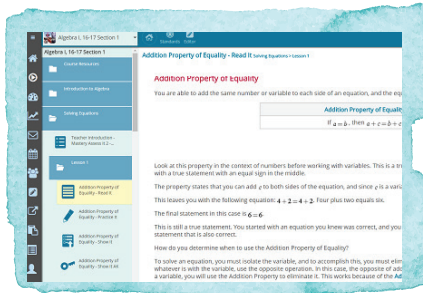 Algebra I, 16-17 Section 1
Standards
Editor
Algebra I, 16-17 Section 1
Course Resources
Introduction to Algebra
Solving Equations
Teacher Introduction -
Mastery Assess II.2 -...
Lesson 1
Addition Property of
Equality - Read It
Addition Property of
Equality - Practice It
Addition Property of
Equality - Show It
Addition Property of
Equality - Show It AK
Addition Property of Equality - Read It Solving Equations > Lesson 1
Addition Property of Equality
You are able to add the same number or variable to each side of an equation, and the eq
Addition Property of Equality
If a = b, then a + c = b + c
Look at this property in the context of numbers before working with variables. This is a tr
with a true statement with an equal sign in the middle.
The property states that you can add c to both sides of the equation, and since c is a varia
This leaves you with the following equation: 4 + 2 = 4 + 2. Four plus two equals six.
The final statement in this case is 6 = 6.
This is still a true statement. You started with an equation you knew was correct, and you
statement that is also correct.
How do you determine when to use the Addition Property of Equality?
To solve an equation, you must isolate the variable, and to accomplish this, you must elim
whatever is with the variable, use the opposite operation. In this case, the opposite of add
a variable, you will use the Addition Property to eliminate it. This works because of the Ad